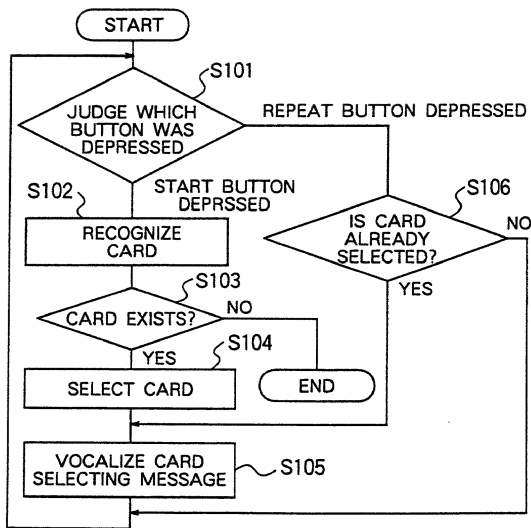 START
S101
JUDGE WHICH
BUTTON WAS
DEPRESSED
REPEAT BUTTON DEPRESSED
START BUTTON
DEPRSSED
S102
RECOGNIZE
CARD
S106
IS CARD
ALREADY
SELECTED?
NO
YES
S103
CARD EXISTS?
NO
YES
S104
SELECT CARD
END
VOCALIZE CARD
SELECTING MESSAGE
S105